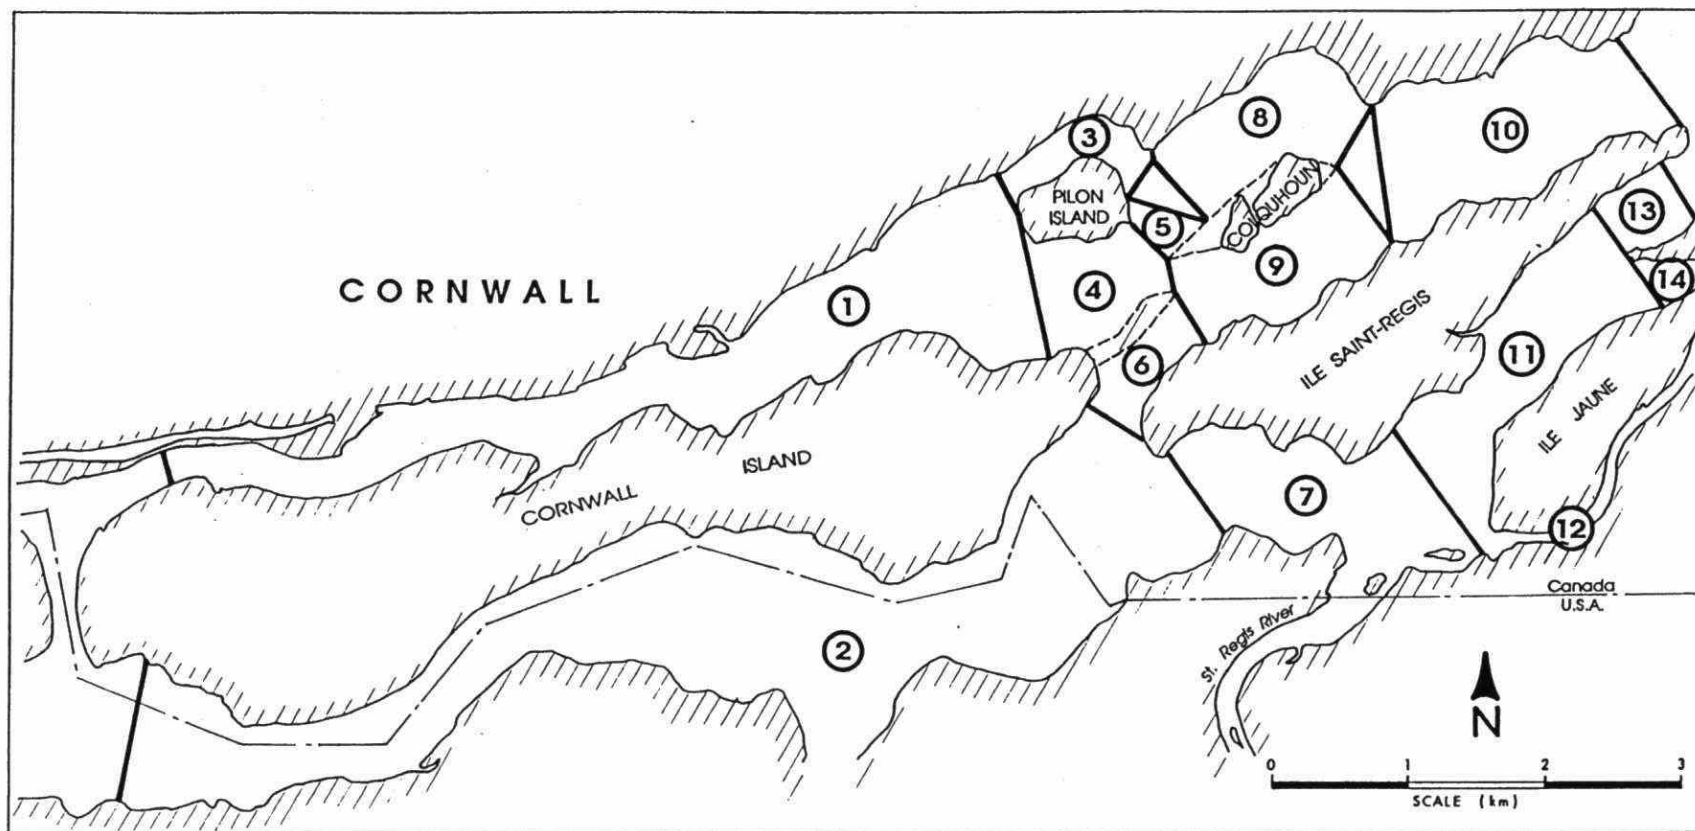 8
3
10
PILON
ISLAND
COLQUHOUN
13
5
9
14
CORNWALL
1
4
ILE SAINT-REGIS
11
6
ILE JAUNE
CORNWALL ISLAND
7
12
Canada
U.S.A.
St. Regis River
2
N
0 1 2 3
SCALE (km)